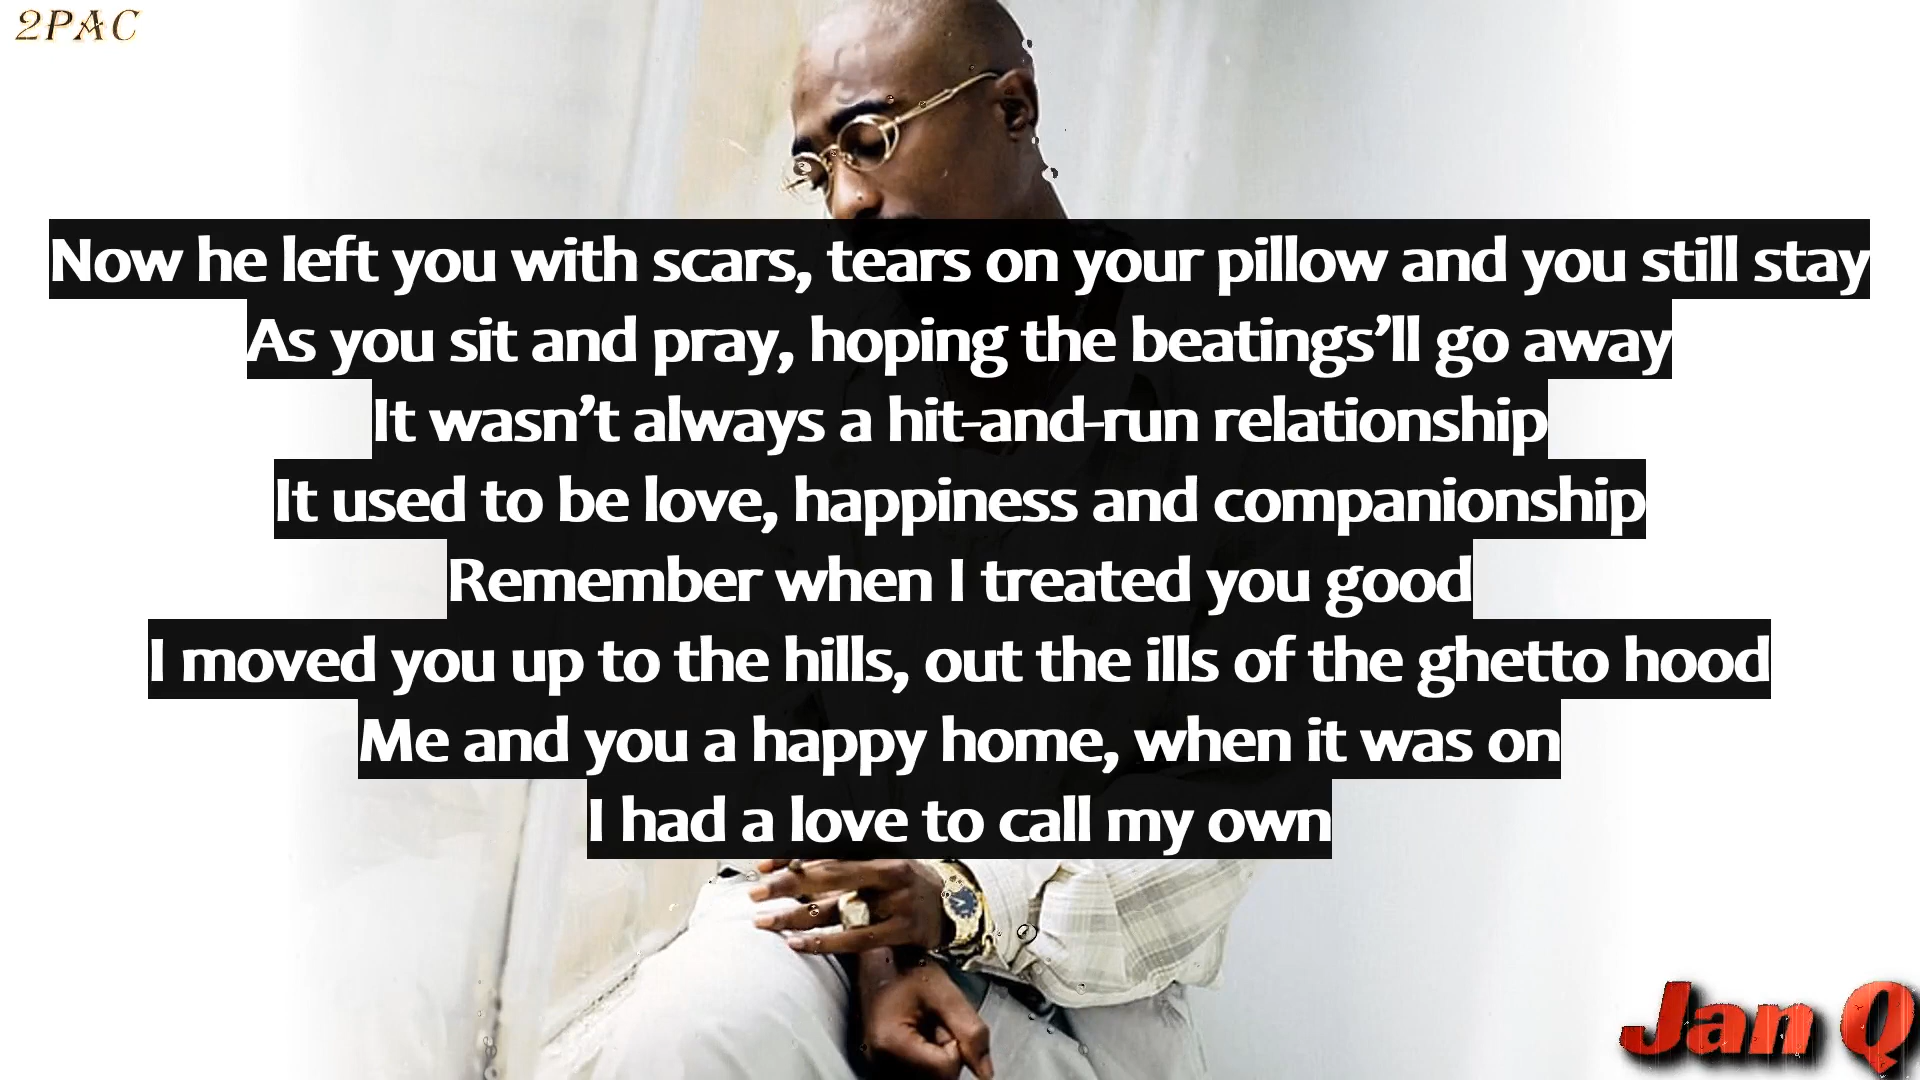 2PAC
Now he left you with scars, tears on your pillow and you still stay
As you sit and pray, hoping the beatings’ll go away
It wasn’t always a hit-and-run relationship
It used to be love, happiness and companionship
Remember when I treated you good
I moved you up to the hills, out the ills of the ghetto hood
Me and you a happy home, when it was on
I had a love to call my own
Jan Q